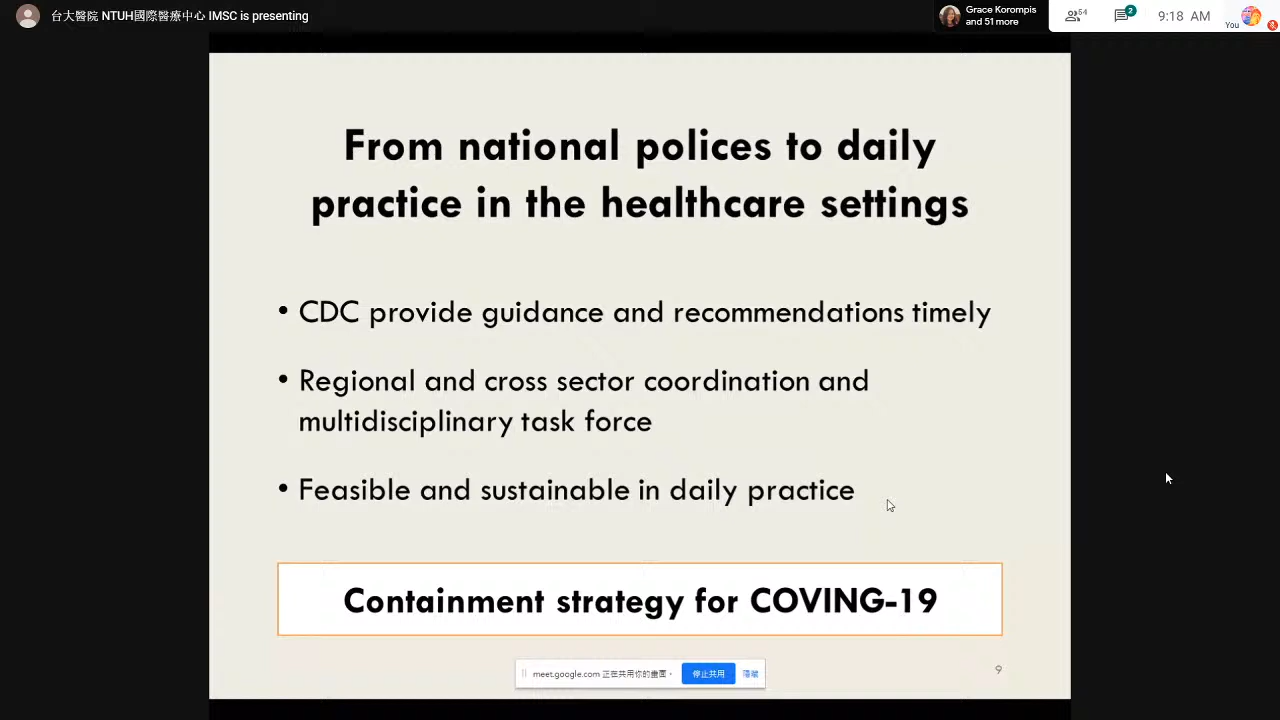 台大醫院 NTUH國際醫療中心 IMSC is presenting
Grace Korompis
and 51 more
54
2
9:18 AM
You
From national polices to daily
practice in the healthcare settings
• CDC provide guidance and recommendations timely
• Regional and cross sector coordination and
multidisciplinary task force
• Feasible and sustainable in daily practice
Containment strategy for COVING-19
meet.google.com 正在共用你的畫面。
停止共用
隱藏
9